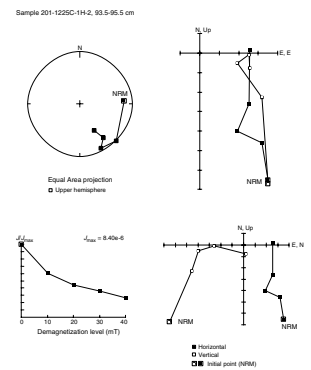 Sample 201-1225C-1H-2, 93.5-95.5 cm
N
NRM
Equal Area projection
Upper hemisphere
N, Up
E, E
NRM
J/Jmax
Jmax = 8.40e-6
0 10 20 30 40
Demagnetization level (mT)
N, Up
E, N
NRM
NRM
Horizontal
Vertical
Initial point (NRM)